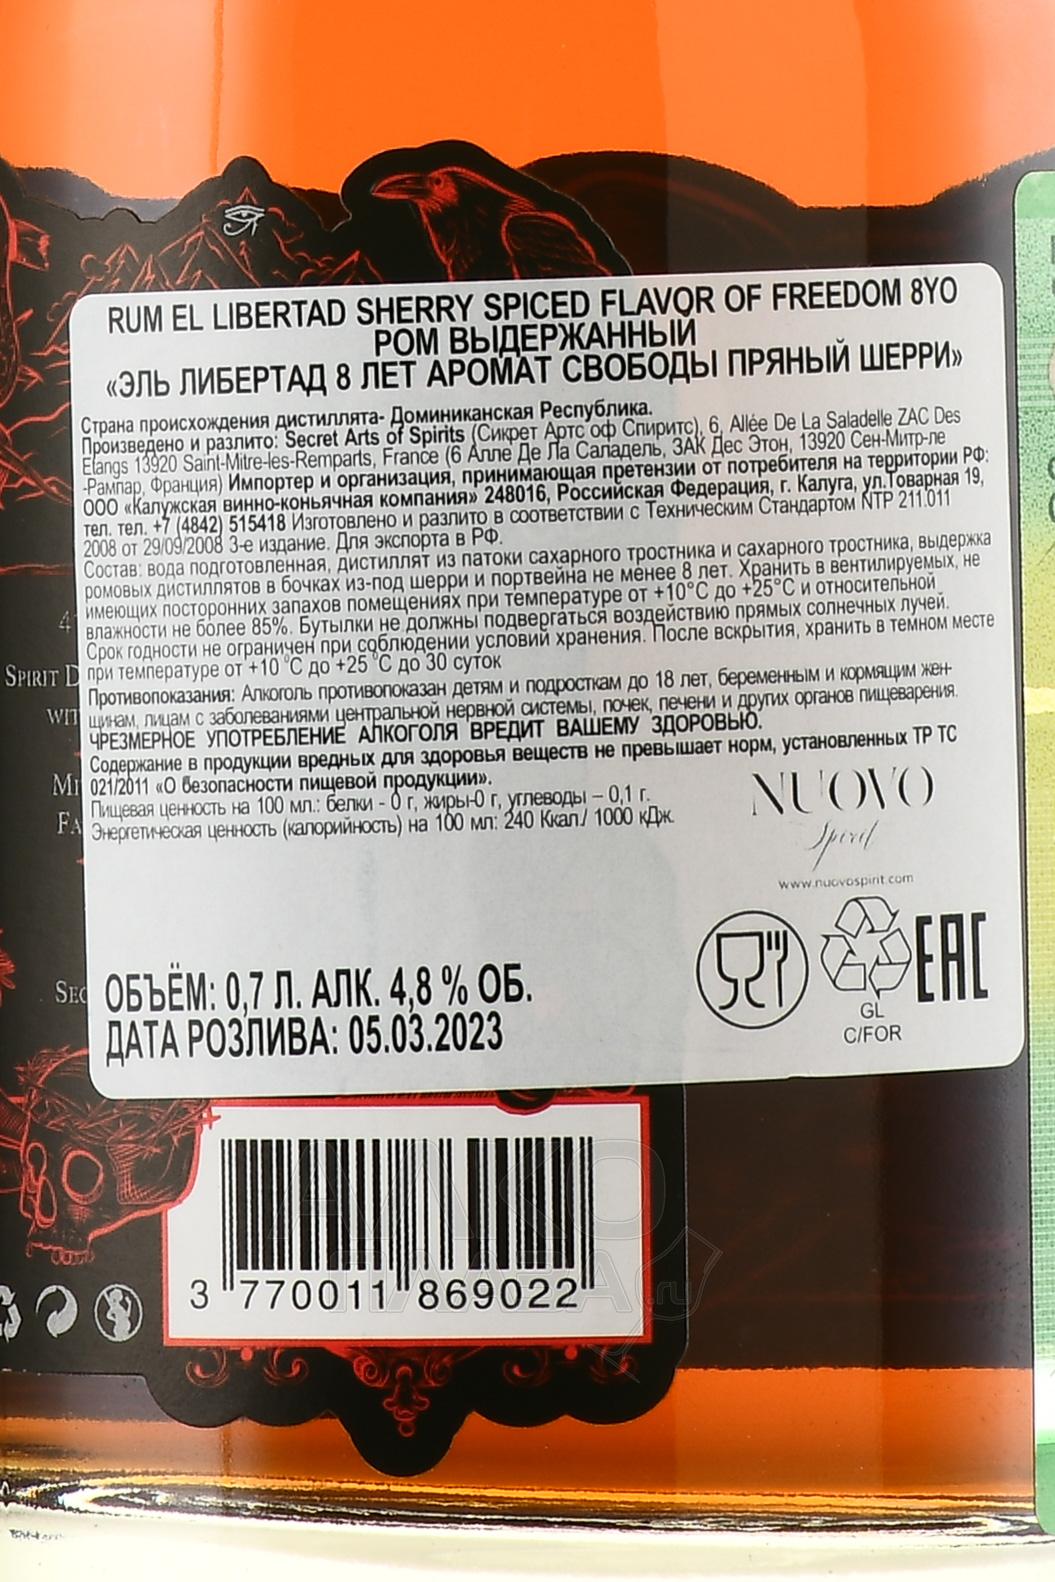 RUM EL LIBERTAD SHERRY SPICED FLAVOR OF FREEDOM 8YO
РОМ ВЫДЕРЖАННЫЙ
«ЭЛЬ ЛИБЕРТАД 8 ЛЕТ АРОМАТ СВОБОДЫ ПРЯНЫЙ ШЕРРИ»
Страна происхождения дистиллята- Доминиканская Республика.
Произведено и разлито: Secret Arts of Spirits (Сикрет Артс оф Спиритс), 6, Allée De La Saladelle ZAC Des
Etangs 13920 Saint-Mitre-les-Remparts, France (6 Алле Де Ла Саладель, ЗАК Дес Этон, 13920 Сен-Митр-ле
-Рампар, Франция) Импортер и организация, принимающая претензии от потребителя на территории РФ:
ООО «Калужская винно-коньячная компания» 248016, Российская Федерация, г. Калуга, ул.Товарная 19,
тел. тел. +7 (4842) 515418 Изготовлено и разлито в соответствии с Техническим Стандартом NTP 211.011
2008 от 29/09/2008 3-е издание. Для экспорта в РФ.
Состав: вода подготовленная, дистиллят из патоки сахарного тростника и сахарного тростника, выдержка
ромовых дистиллятов в бочках из-под шерри и портвейна не менее 8 лет. Хранить в вентилируемых, не
имеющих посторонних запахов помещениях при температуре от +10°C до +25°C и относительной
влажности не более 85%. Бутылки не должны подвергаться воздействию прямых солнечных лучей.
Срок годности не ограничен при соблюдении условий хранения. После вскрытия, хранить в темном месте
при температуре от +10 °C до +25 °C до 30 суток
Противопоказания: Алкоголь противопоказан детям и подросткам до 18 лет, беременным и кормящим жен-
щинам, лицам с заболеваниями центральной нервной системы, почек, печени и других органов пищеварения.
ЧРЕЗМЕРНОЕ УПОТРЕБЛЕНИЕ АЛКОГОЛЯ ВРЕДИТ ВАШЕМУ ЗДОРОВЬЮ.
Содержание в продукции вредных для здоровья веществ не превышает норм, установленных ТР ТС
021/2011 «О безопасности пищевой продукции».
Пищевая ценность на 100 мл.: белки - 0 г, жиры-0 г, углеводы – 0,1 г.
Энергетическая ценность (калорийность) на 100 мл: 240 Ккал./ 1000 кДж.
NUOVO
Spirit
www.nuovospirit.com
ОБЪЁМ: 0,7 Л. АЛК. 4,8 % ОБ.
ДАТА РОЗЛИВА: 05.03.2023
GL
C/FOR
EAC
SPIRIT D
WIT
SEC
3 770011 869022
АЛКО
ПЛАЗА.ru